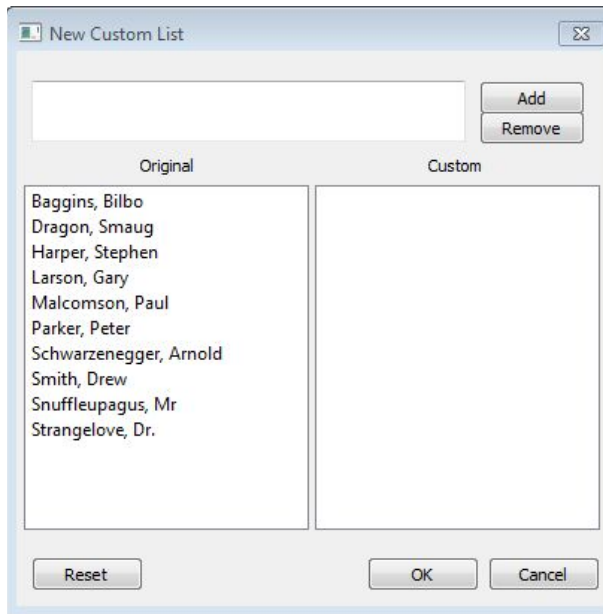 New Custom List
Add
Remove
Original
Custom
Baggins, Bilbo
Dragon, Smaug
Harper, Stephen
Larson, Gary
Malcomson, Paul
Parker, Peter
Schwarzenegger, Arnold
Smith, Drew
Snuffleupagus, Mr
Strangelove, Dr.
Reset
OK
Cancel